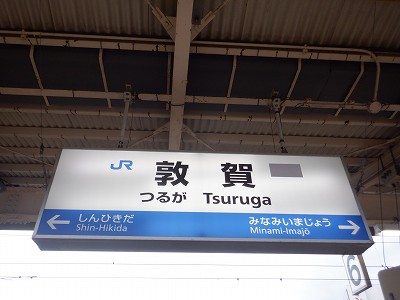 JR 敦賀
つるが Tsuruga
← しんひきだ
Shin-Hikida
みなみいまじょう →
Minami-Imajō
6